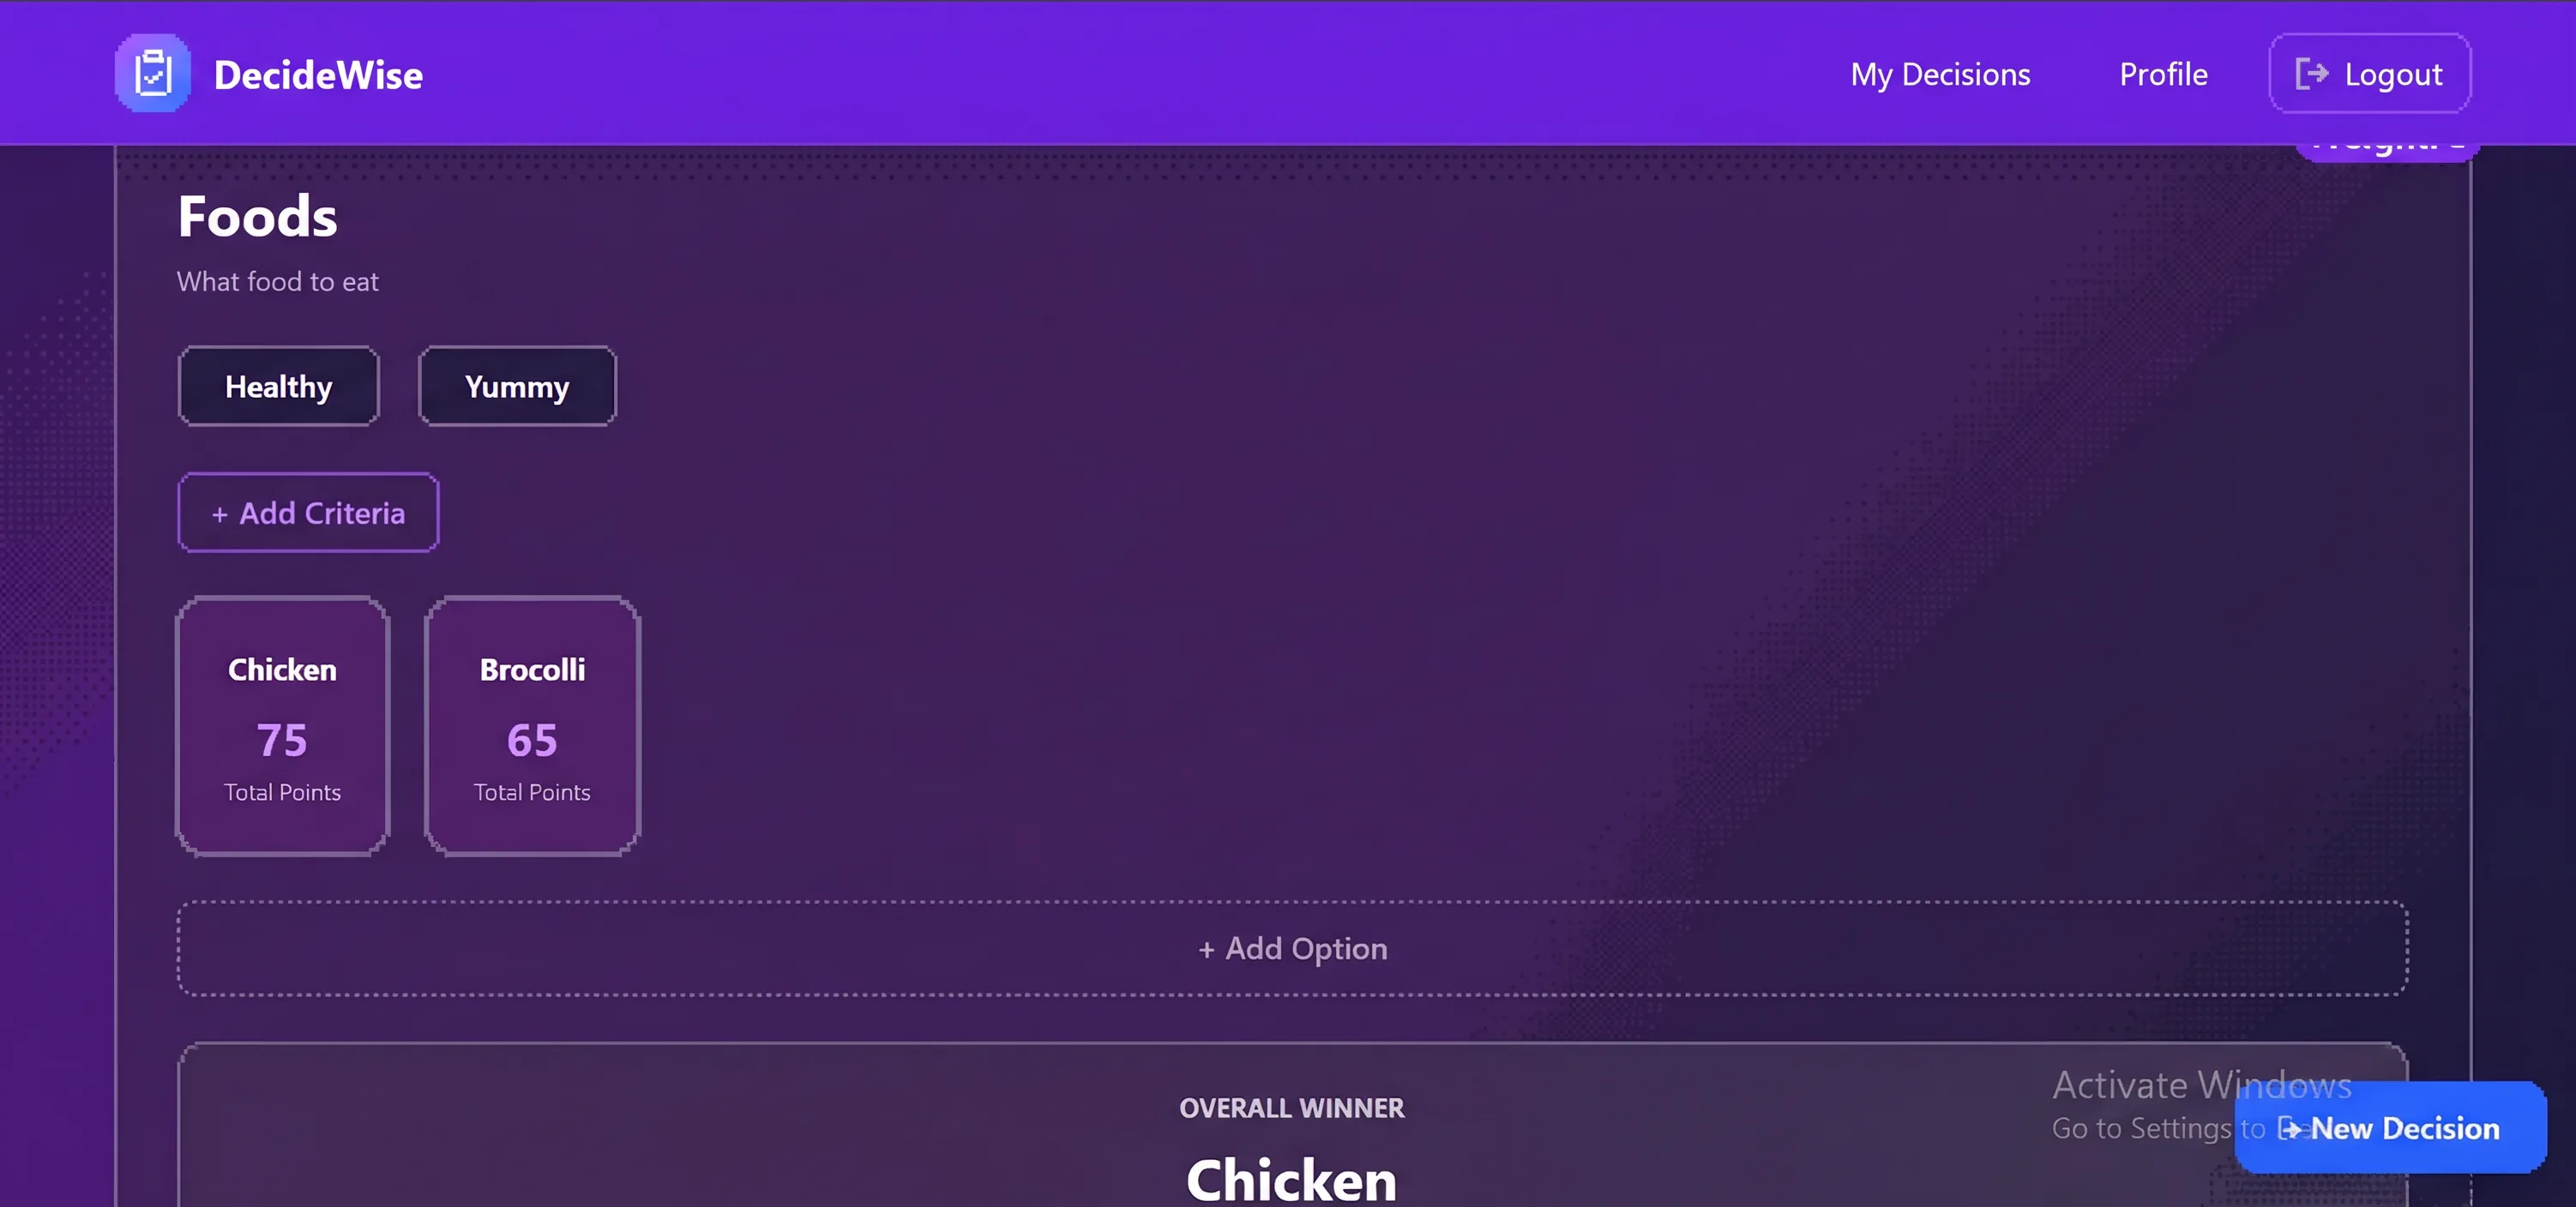 DecideWise
My Decisions
Profile
Logout
Foods
What food to eat
Healthy
Yummy
+ Add Criteria
Chicken
75
Total Points
Brocolli
65
Total Points
+ Add Option
OVERALL WINNER
Chicken
Activate Windows
Go to Settings to
New Decision